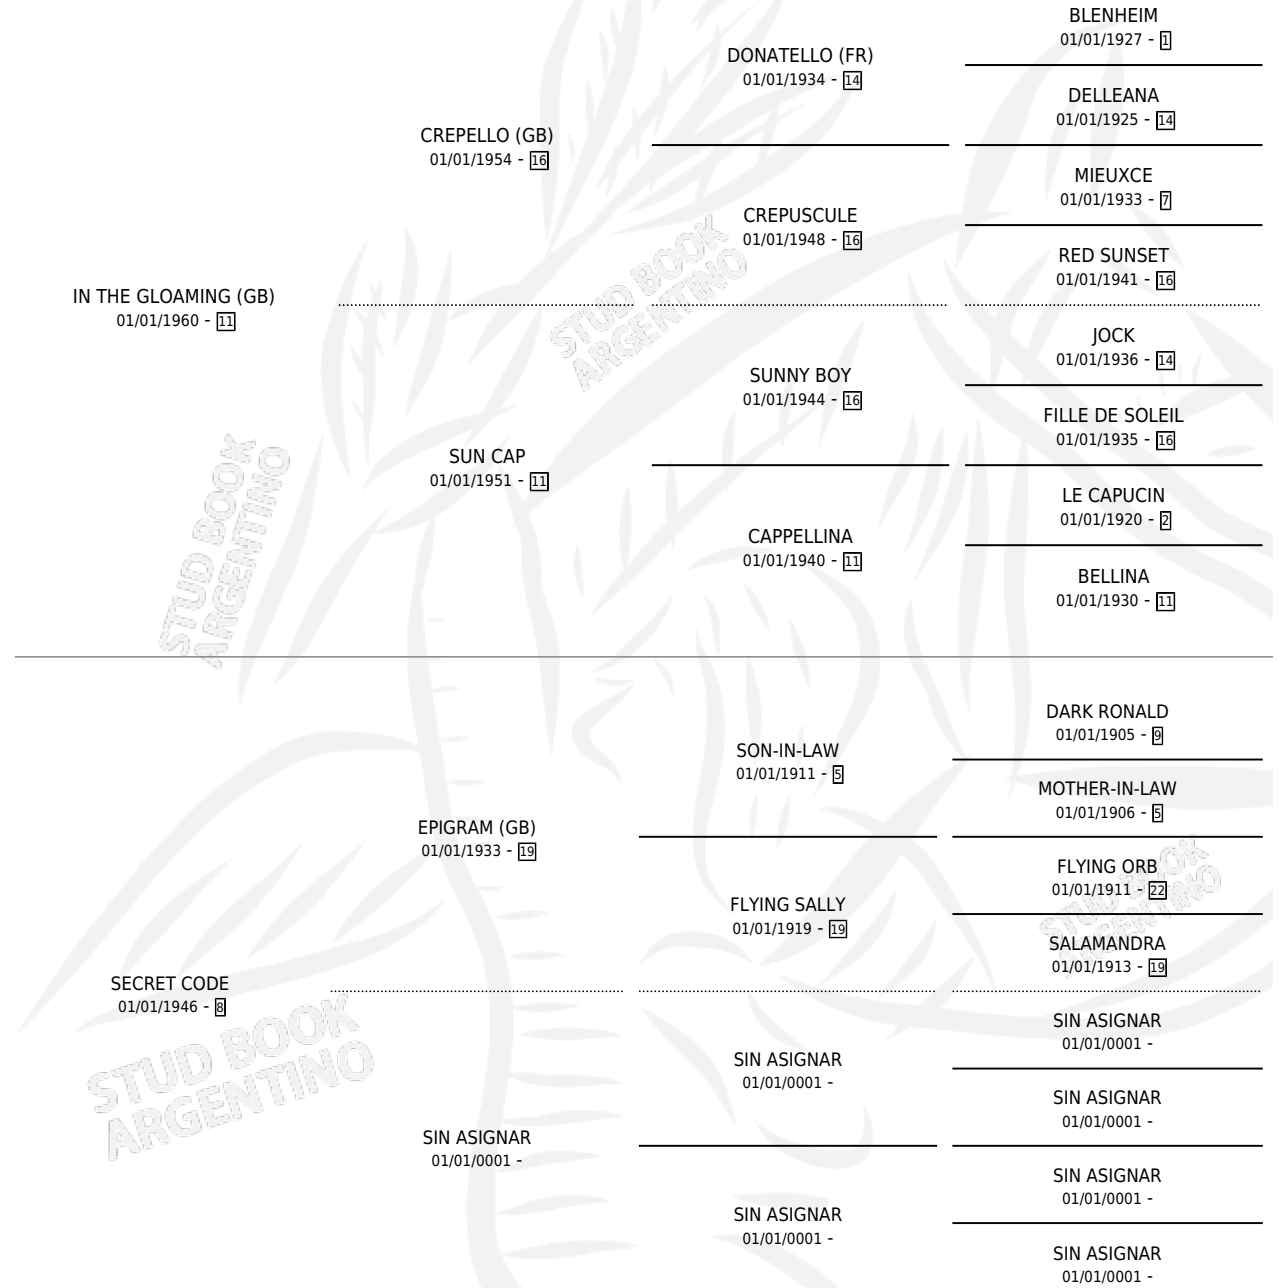 BLENHEIM
01/01/1927 - 1
DONATELLO (FR)
01/01/1934 - 14
DELLEANA
01/01/1925 - 14
CREPELLO (GB)
01/01/1954 - 16
MIEUXCE
01/01/1933 - 7
CREPUSCULE
01/01/1948 - 16
RED SUNSET
01/01/1941 - 16
IN THE GLOAMING (GB)
01/01/1960 - 11
JOCK
01/01/1936 - 14
SUNNY BOY
01/01/1944 - 16
FILLE DE SOLEIL
01/01/1935 - 16
SUN CAP
01/01/1951 - 11
LE CAPUCIN
01/01/1920 - 2
CAPPELLINA
01/01/1940 - 11
BELLINA
01/01/1930 - 11
STUD BOOK
ARGENTINO
STUD BOOK
ARGENTINO
DARK RONALD
01/01/1905 - 9
SON-IN-LAW
01/01/1911 - 5
MOTHER-IN-LAW
01/01/1906 - 5
EPIGRAM (GB)
01/01/1933 - 19
FLYING ORB
01/01/1911 - 22
FLYING SALLY
01/01/1919 - 19
SALAMANDRA
01/01/1913 - 19
STUD BOOK
ARGENTINO
SECRET CODE
01/01/1946 - 8
SIN ASIGNAR
01/01/0001 -
SIN ASIGNAR
01/01/0001 -
SIN ASIGNAR
01/01/0001 -
SIN ASIGNAR
01/01/0001 -
SIN ASIGNAR
01/01/0001 -
SIN ASIGNAR
01/01/0001 -
SIN ASIGNAR
01/01/0001 -
STUD BOOK
ARGENTINO